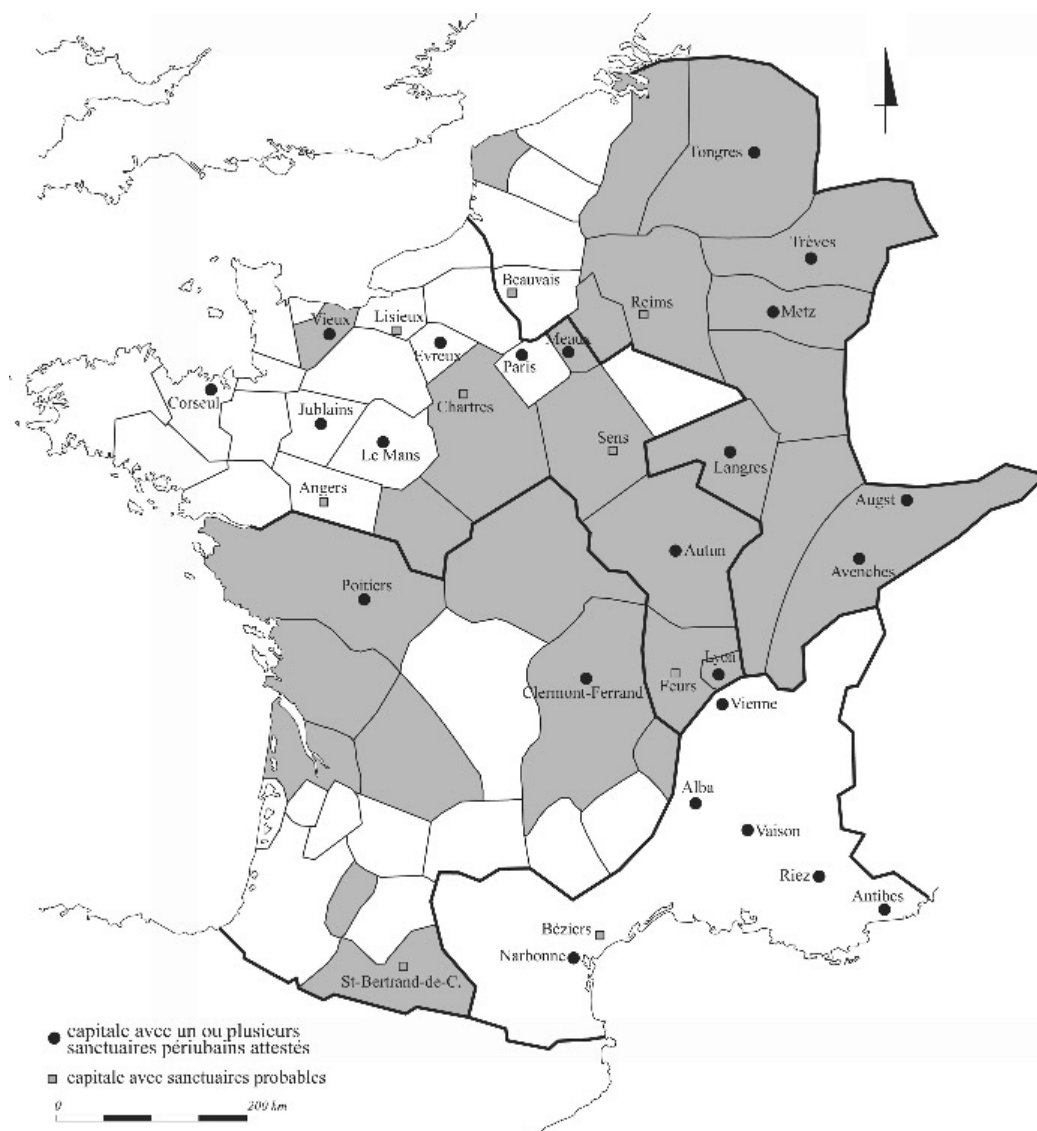 Tongres
Trèves
Beauvais
Reims
Metz
Vieux
Lisieux
Evreux
Paris
Meaux
Corseul
Chartres
Jublains
Le Mans
Sens
Langres
Angers
Augst
Autun
Avenches
Poitiers
Clermont-Ferrand
Feurs
Lyon
Vienne
Alba
Vaison
Riez
Antibes
Béziers
Narbonne
St-Bertrand-de-C.
capitale avec un ou plusieurs
sanctuaires périubains attestés
capitale avec sanctuaires probables
0 200 km